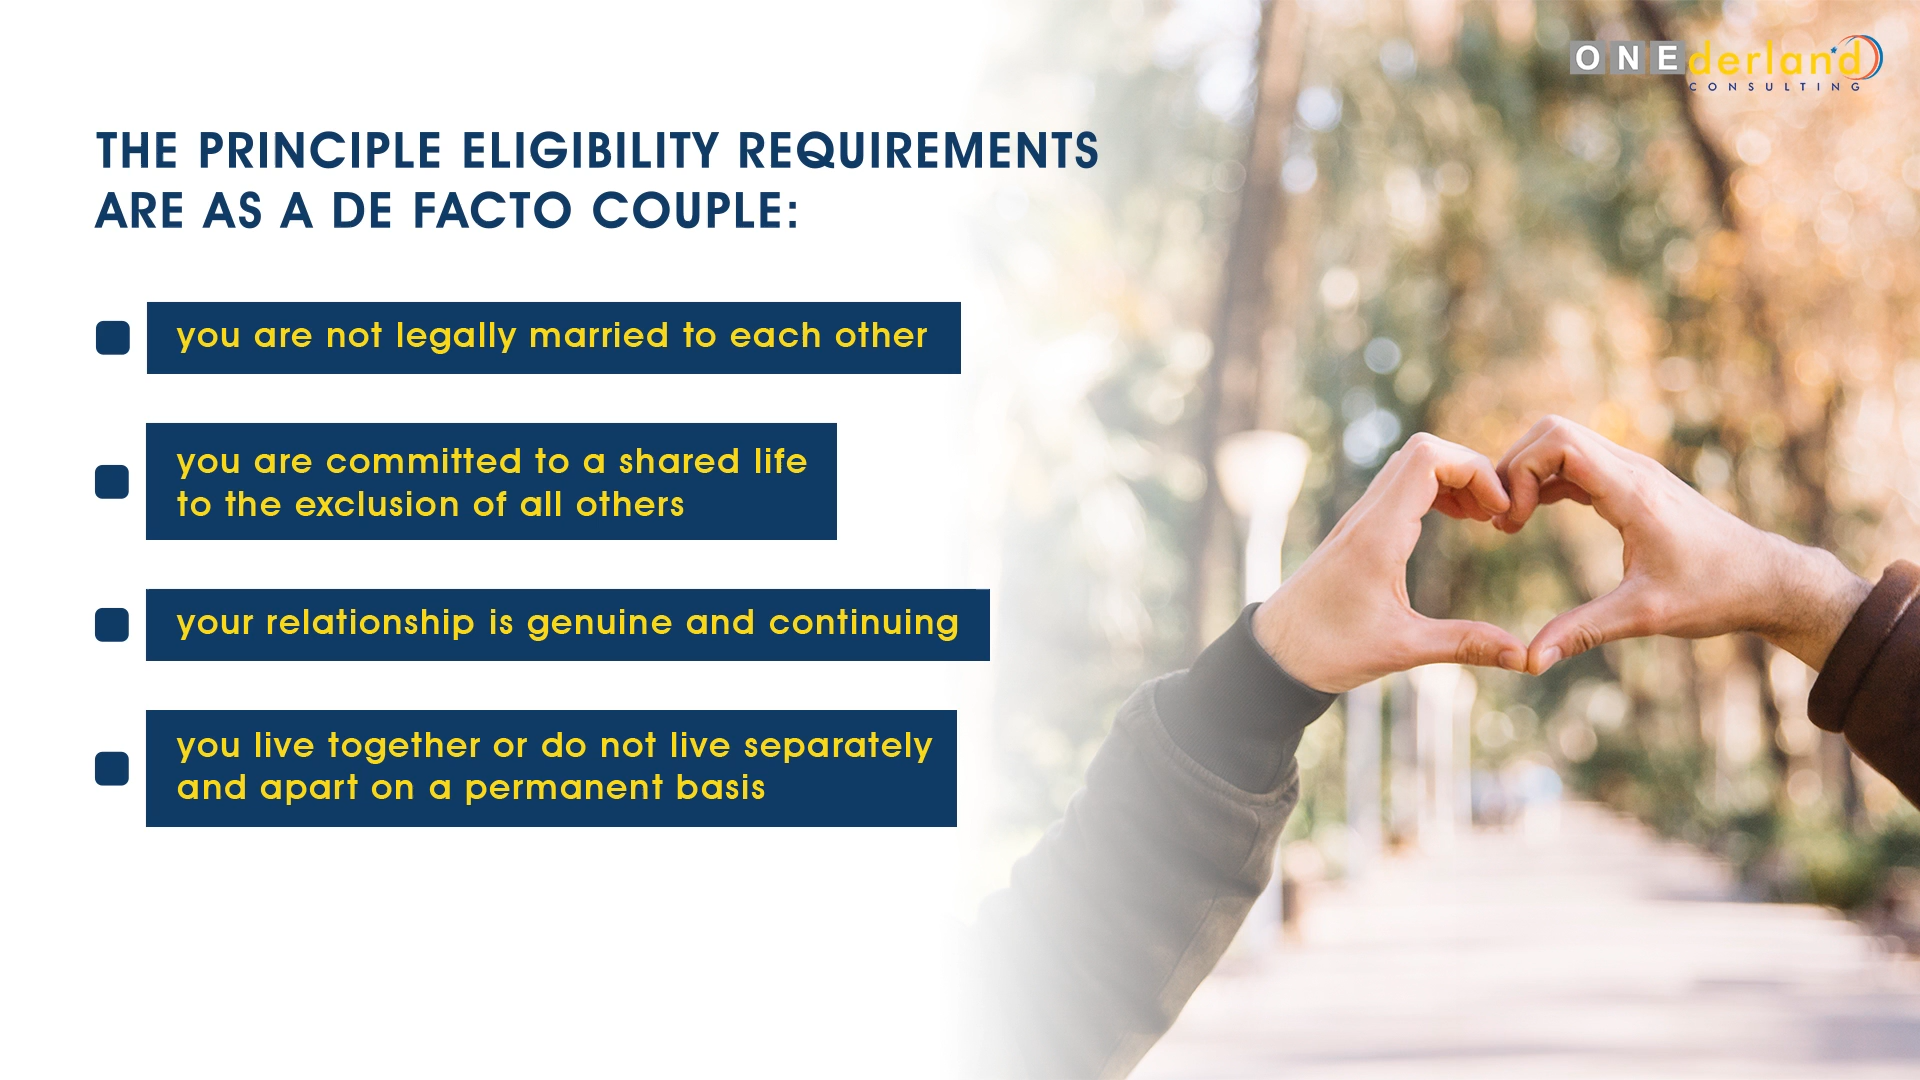 ONEderland
CONSULTING
THE PRINCIPLE ELIGIBILITY REQUIREMENTS
ARE AS A DE FACTO COUPLE:
you are not legally married to each other
you are committed to a shared life
to the exclusion of all others
your relationship is genuine and continuing
you live together or do not live separately
and apart on a permanent basis